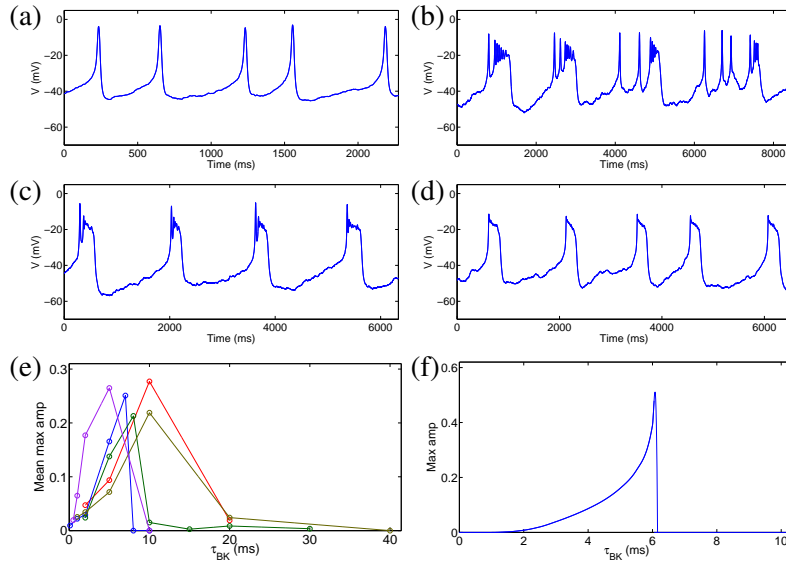 (a)
0
−20
−40
−60
V (mV)
0 500 1000 1500 2000
Time (ms)
(b)
0
−20
−40
−60
V (mV)
0 2000 4000 6000 8000
Time (ms)
(c)
0
−20
−40
−60
V (mV)
0 2000 4000 6000
Time (ms)
(d)
0
−20
−40
−60
V (mV)
0 2000 4000 6000
Time (ms)
(e)
0.3
0.2
0.1
0
Mean max amp
0 10 20 30 40
τBK (ms)
(f)
0.6
0.4
0.2
0
Max amp
0 2 4 6 8 10
τBK (ms)